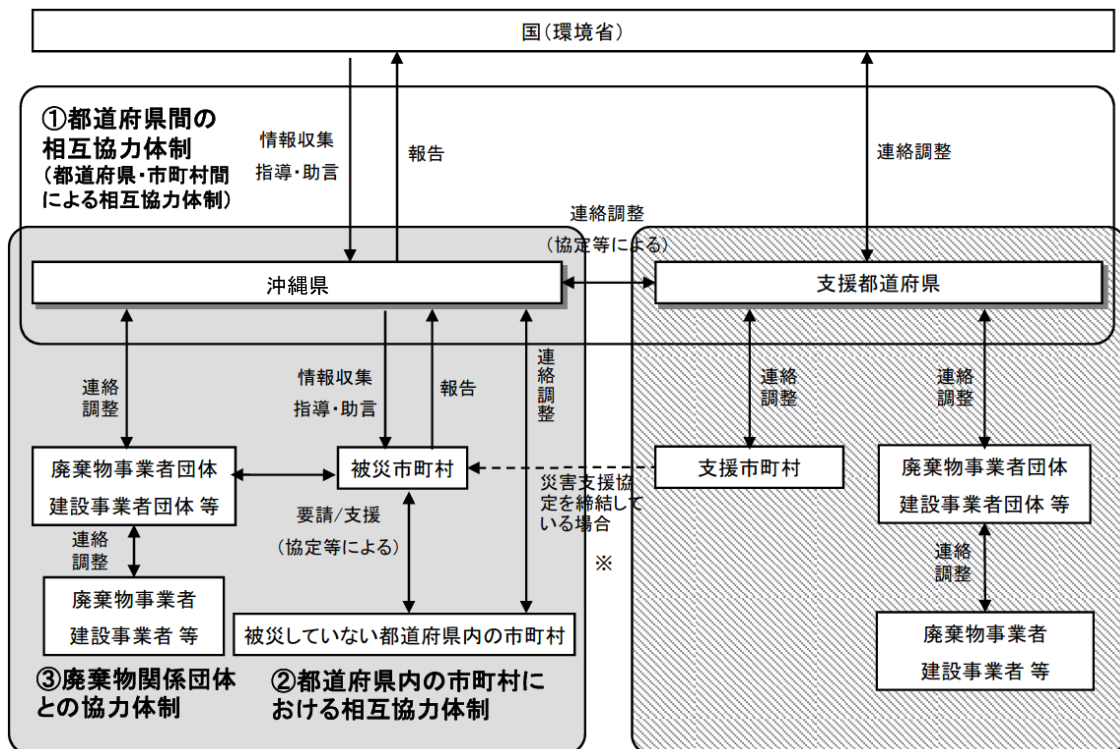 国(環境省)
①都道府県間の
相互協力体制
(都道府県・市町村間
による相互協力体制)
情報収集
指導・助言
報告
連絡調整
連絡調整
(協定等による)
沖縄県
支援都道府県
連絡
調整
情報収集
指導・助言
報告
連絡調整
連絡
調整
連絡
調整
廃棄物事業者団体
建設事業者団体 等
被災市町村
支援市町村
廃棄物事業者団体
建設事業者団体 等
災害支援協
定を締結して
いる場合
※
要請/支援
(協定等による)
連絡
調整
連絡
調整
廃棄物事業者
建設事業者 等
被災していない都道府県内の市町村
廃棄物事業者
建設事業者 等
③廃棄物関係団体
との協力体制
②都道府県内の市町村に
おける相互協力体制